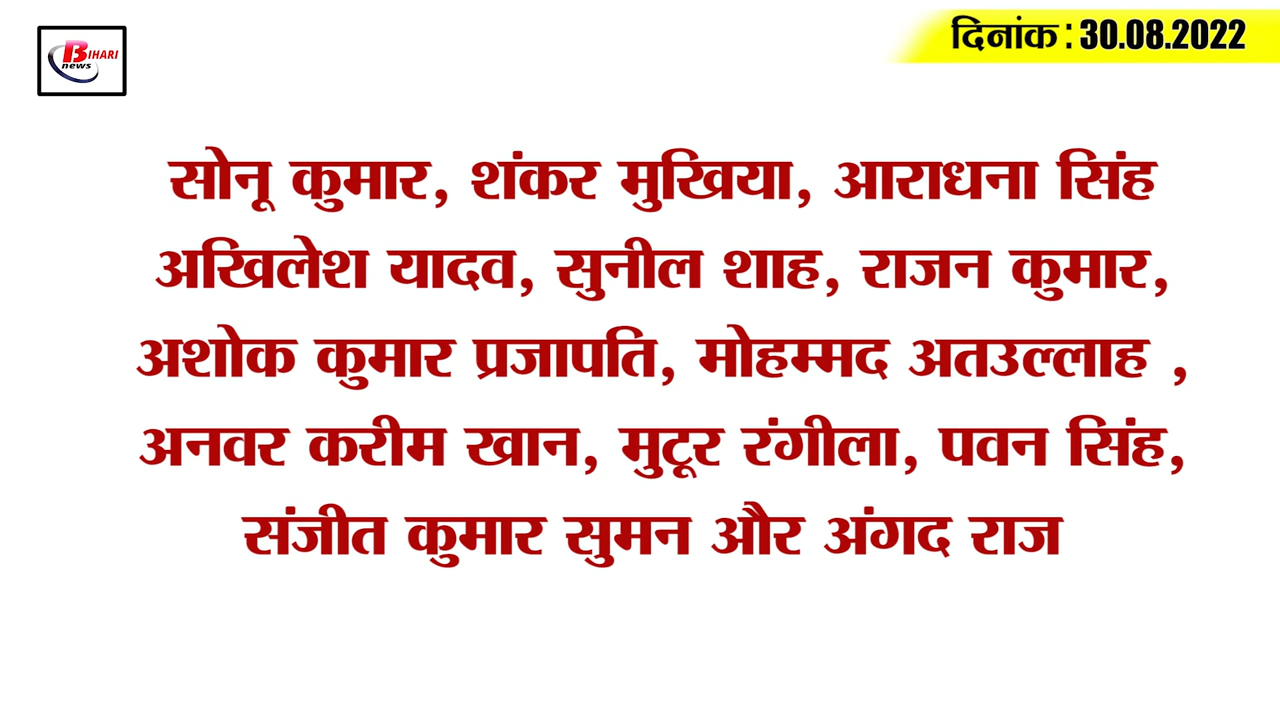 BIHARI
news
दिनांक : 30.08.2022
सोनू कुमार, शंकर मुखिया, आराधना सिंह
अखिलेश यादव, सुनील शाह, राजन कुमार,
अशोक कुमार प्रजापति, मोहम्मद अतउल्लाह ,
अनवर करीम खान, मुटूर रंगीला, पवन सिंह,
संजीत कुमार सुमन और अंगद राज